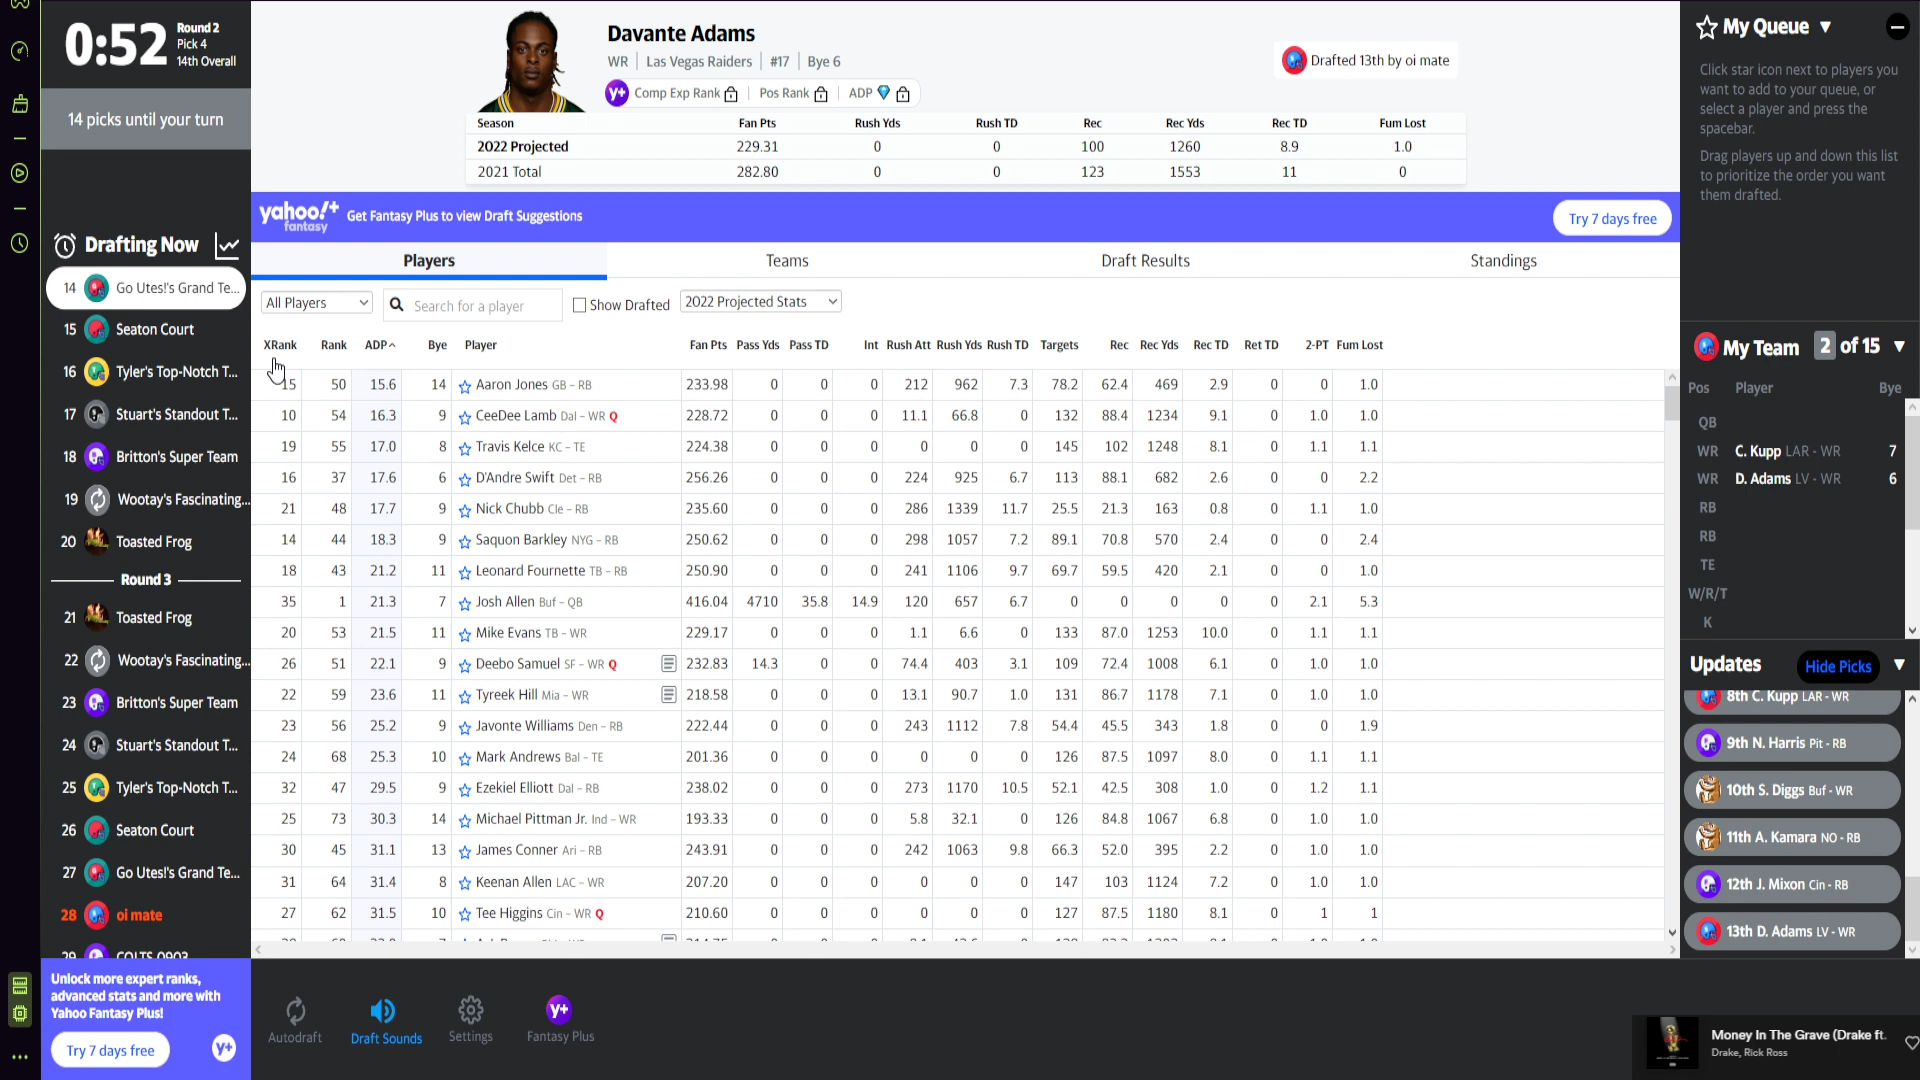 0:52
Round 2
Pick 4
14th Overall
14 picks until your turn
Drafting Now
14 Go Utes!'s Grand Te...
15 Seaton Court
16 Tyler's Top-Notch T...
17 Stuart's Standout T...
18 Britton's Super Team
19 Wootay's Fascinating...
20 Toasted Frog
Round 3
21 Toasted Frog
22 Wootay's Fascinating...
23 Britton's Super Team
24 Stuart's Standout T...
25 Tyler's Top-Notch T...
26 Seaton Court
27 Go Utes!'s Grand Te...
28 oi mate
29 COLTS 0903
Unlock more expert ranks,
advanced stats and more with
Yahoo Fantasy Plus!
Try 7 days free y+
Davante Adams
WR Las Vegas Raiders #17 Bye 6
y+ Comp Exp Rank Pos Rank ADP
Drafted 13th by oi mate
Season Fan Pts Rush Yds Rush TD Rec Rec Yds Rec TD Fum Lost
2022 Projected 229.31 0 0 100 1260 8.9 1.0
2021 Total 282.80 0 0 123 1553 11 0
yahoo!+
fantasy
Get Fantasy Plus to view Draft Suggestions
Try 7 days free
Players Teams Draft Results Standings
All Players Search for a player Show Drafted 2022 Projected Stats
XRank Rank ADP Bye Player Fan Pts Pass Yds Pass TD Int Rush Att Rush Yds Rush TD Targets Rec Rec Yds Rec TD Ret TD 2-PT Fum Lost
15 50 15.6 14 Aaron Jones GB - RB 233.98 0 0 0 212 962 7.3 78.2 62.4 469 2.9 0 0 1.0
10 54 16.3 9 CeeDee Lamb Dal - WR Q 228.72 0 0 0 11.1 66.8 0 132 88.4 1234 9.1 0 1.0 1.0
19 55 17.0 8 Travis Kelce KC - TE 224.38 0 0 0 0 0 0 145 102 1248 8.1 0 1.1 1.1
16 37 17.6 6 D'Andre Swift Det - RB 256.26 0 0 0 224 925 6.7 113 88.1 682 2.6 0 0 2.2
21 48 17.7 9 Nick Chubb Cle - RB 235.60 0 0 0 286 1339 11.7 25.5 21.3 163 0.8 0 1.1 1.0
14 44 18.3 9 Saquon Barkley NYG - RB 250.62 0 0 0 298 1057 7.2 89.1 70.8 570 2.4 0 0 2.4
18 43 21.2 11 Leonard Fournette TB - RB 250.90 0 0 0 241 1106 9.7 69.7 59.5 420 2.1 0 0 1.0
35 1 21.3 7 Josh Allen Buf - QB 416.04 4710 35.8 14.9 120 657 6.7 0 0 0 0 0 2.1 5.3
20 53 21.5 11 Mike Evans TB - WR 229.17 0 0 0 1.1 6.6 0 133 87.0 1253 10.0 0 1.1 1.1
26 51 22.1 9 Deebo Samuel SF - WR Q 232.83 14.3 0 0 74.4 403 3.1 109 72.4 1008 6.1 0 1.0 1.0
22 59 23.6 11 Tyreek Hill Mia - WR 218.58 0 0 0 13.1 90.7 1.0 131 86.7 1178 7.1 0 1.0 1.0
23 56 25.2 9 Javonte Williams Den - RB 222.44 0 0 0 243 1112 7.8 54.4 45.5 343 1.8 0 0 1.9
24 68 25.3 10 Mark Andrews Bal - TE 201.36 0 0 0 0 0 0 126 87.5 1097 8.0 0 1.1 1.1
32 47 29.5 9 Ezekiel Elliott Dal - RB 238.02 0 0 0 273 1170 10.5 52.1 42.5 308 1.0 0 1.2 1.1
25 73 30.3 14 Michael Pittman Jr. Ind - WR 193.33 0 0 0 5.8 32.1 0 126 84.8 1067 6.8 0 1.0 1.0
30 45 31.1 13 James Conner Ari - RB 243.91 0 0 0 242 1063 9.8 66.3 52.0 395 2.2 0 1.0 1.0
31 64 31.4 8 Keenan Allen LAC - WR 207.20 0 0 0 0 0 0 147 103 1124 7.2 0 1.0 1.0
27 62 31.5 10 Tee Higgins Cin - WR Q 210.60 0 0 0 0 0 0 127 87.5 1180 8.1 0 1 1
Autodraft Draft Sounds Settings Fantasy Plus
My Queue
Click star icon next to players you
want to add to your queue, or
select a player and press the
spacebar.
Drag players up and down this list
to prioritize the order you want
them drafted.
My Team 2 of 15
Pos Player Bye
QB
WR C. Kupp LAR - WR 7
WR D. Adams LV - WR 6
RB
RB
TE
W/R/T
K
Updates Hide Picks
8th C. Kupp LAR - WR
9th N. Harris Pit - RB
10th S. Diggs Buf - WR
11th A. Kamara NO - RB
12th J. Mixon Cin - RB
13th D. Adams LV - WR
Money In The Grave (Drake ft.
Drake, Rick Ross